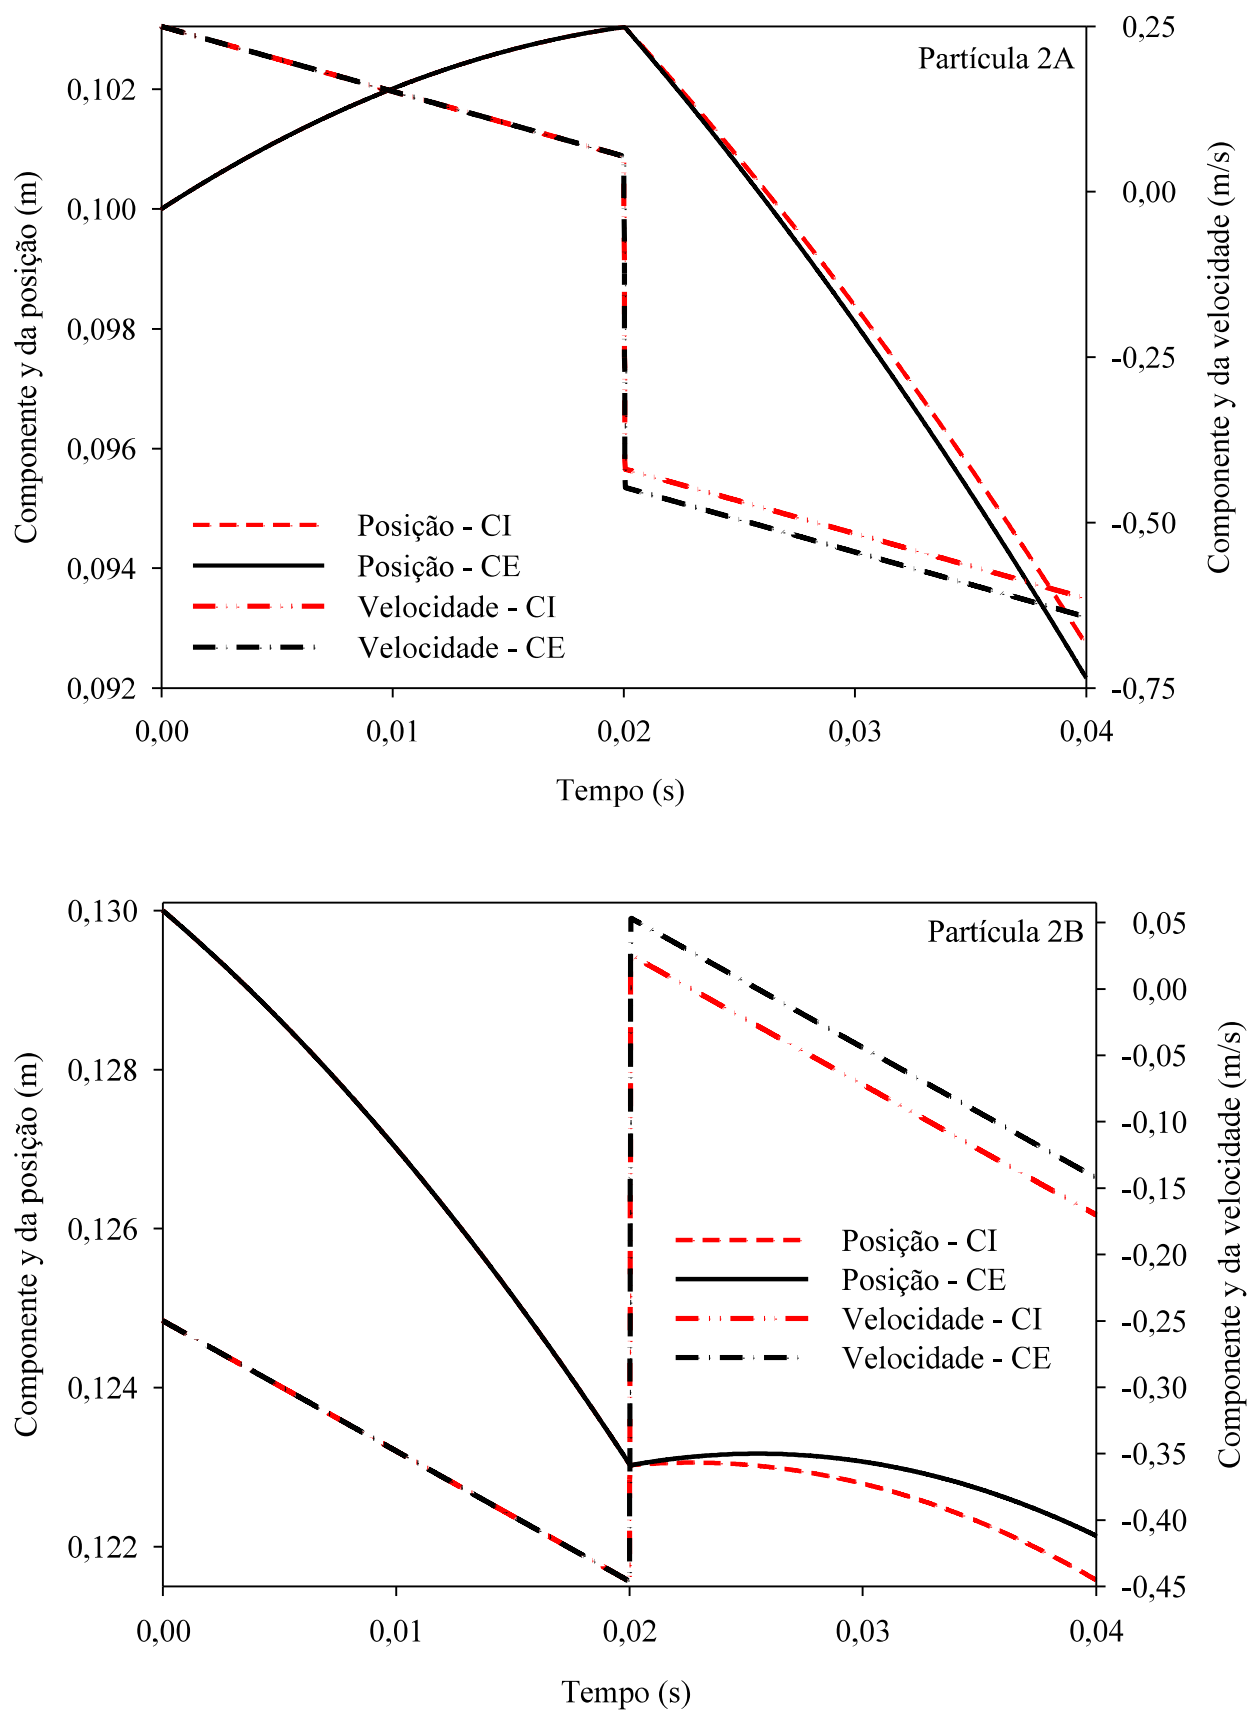 Partícula 2A
Componente y da posição (m)
0,102
0,100
0,098
0,096
0,094
0,092
0,25
0,00
-0,25
-0,50
-0,75
Componente y da velocidade (m/s)
Posição - CI
Posição - CE
Velocidade - CI
Velocidade - CE
0,00 0,01 0,02 0,03 0,04
Tempo (s)
Partícula 2B
Componente y da posição (m)
0,130
0,128
0,126
0,124
0,122
0,05
0,00
-0,05
-0,10
-0,15
-0,20
-0,25
-0,30
-0,35
-0,40
-0,45
Componente y da velocidade (m/s)
Posição - CI
Posição - CE
Velocidade - CI
Velocidade - CE
0,00 0,01 0,02 0,03 0,04
Tempo (s)